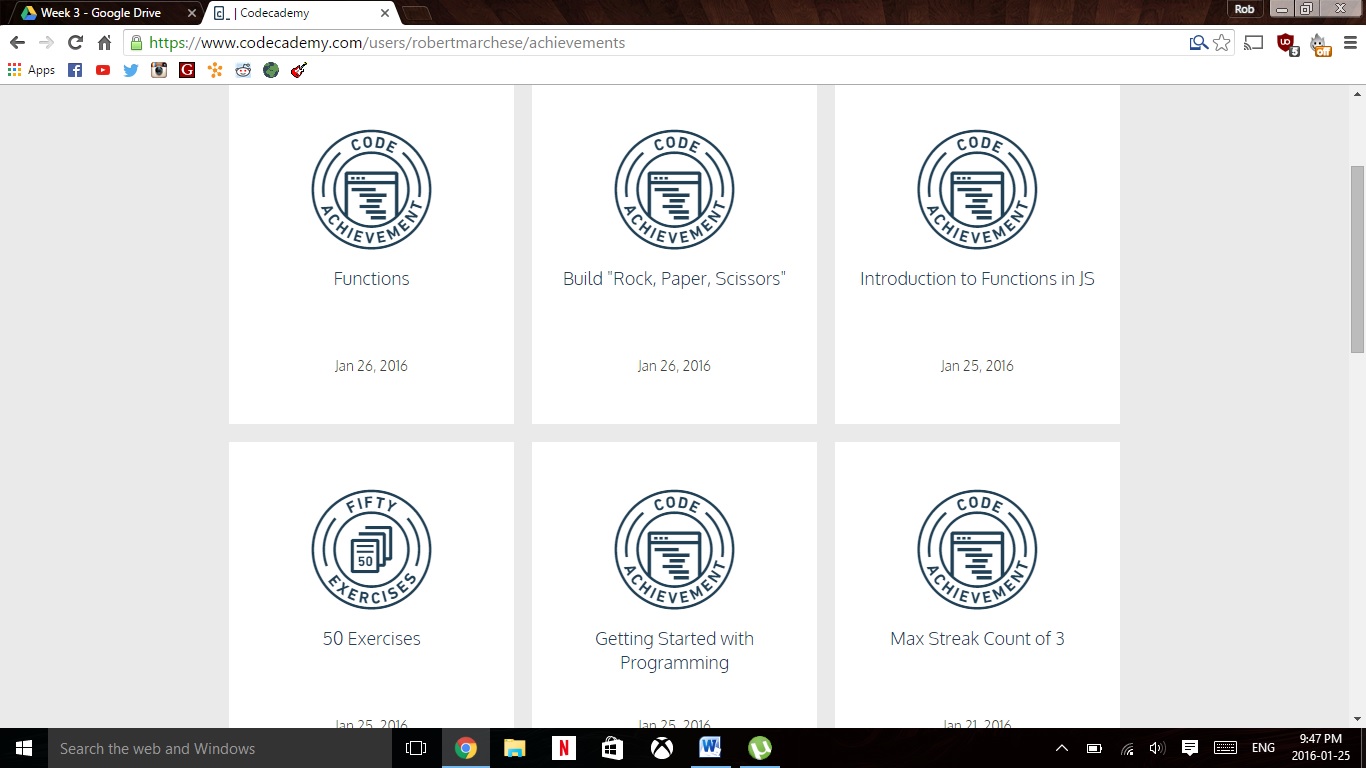 Week 3 - Google Drive
C_ | Codecademy
Rob
https://www.codecademy.com/users/robertmarchese/achievements
5
off
Apps
CODE ACHIEVEMENT
Functions
Jan 26, 2016
CODE ACHIEVEMENT
Build "Rock, Paper, Scissors"
Jan 26, 2016
CODE ACHIEVEMENT
Introduction to Functions in JS
Jan 25, 2016
FIFTY EXERCISES
50
50 Exercises
Jan 25, 2016
CODE ACHIEVEMENT
Getting Started with
Programming
Jan 25, 2016
CODE ACHIEVEMENT
Max Streak Count of 3
Jan 21, 2016
Search the web and Windows
ENG
9:47 PM
2016-01-25